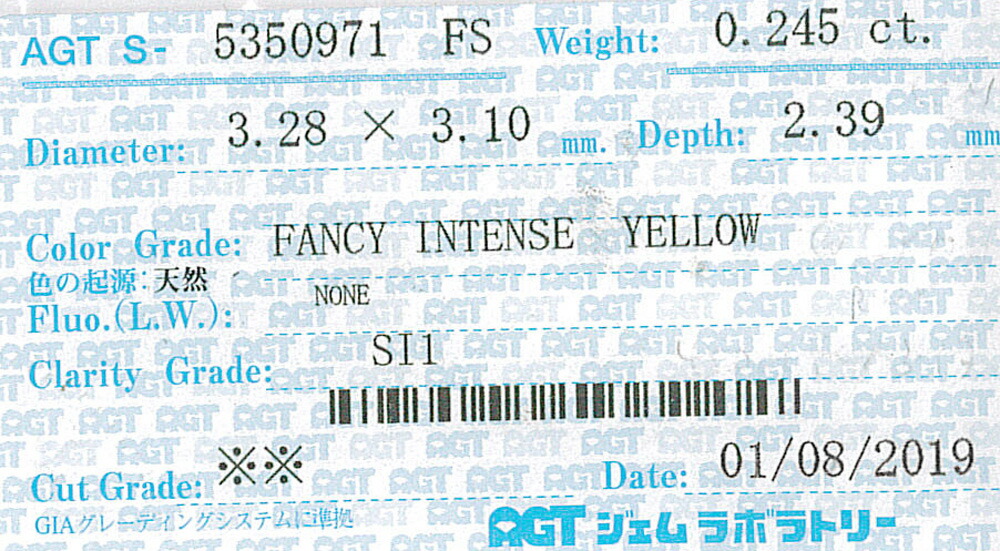 AGT S- 5350971 FS Weight: 0.245 ct.
Diameter: 3.28 × 3.10 mm. Depth: 2.39 mm
Color Grade: FANCY INTENSE YELLOW
色の起源:天然
Fluo.(L.W.): NONE
Clarity Grade: SI1
Cut Grade: ※※ Date: 01/08/2019
GIAグレーディングシステムに準拠
AGT ジェム ラボラトリー